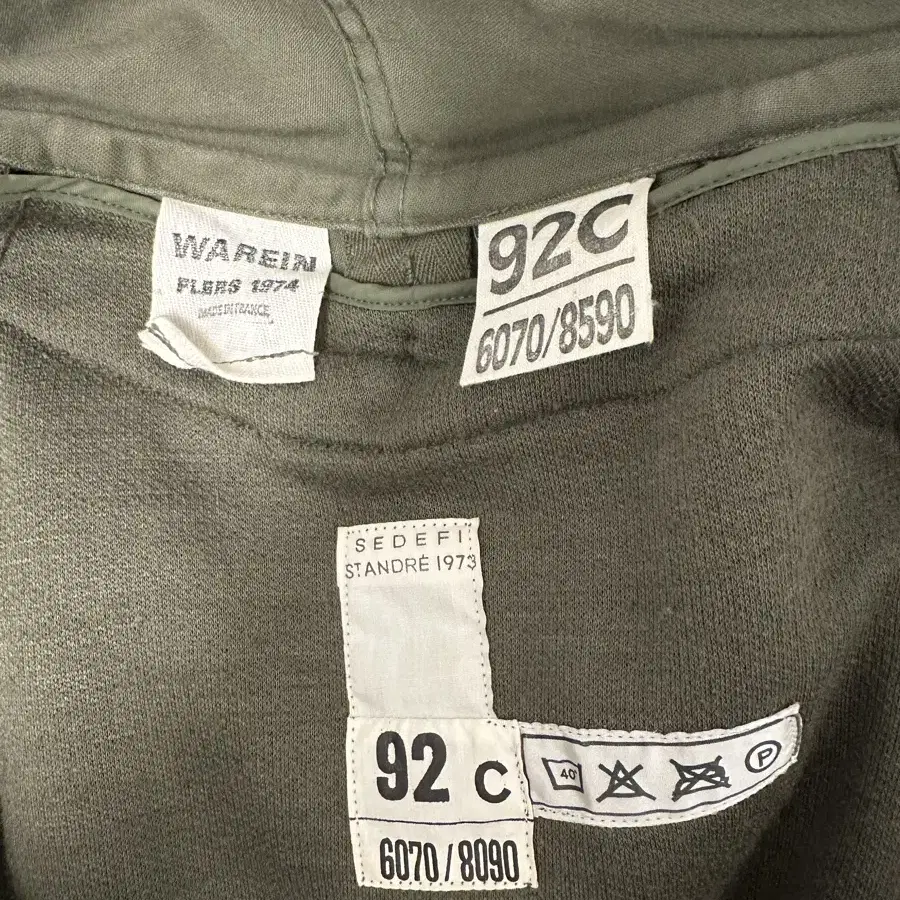 WAREIN
FLERS 1974
MADE IN FRANCE
92C
6070/8590
SEDEFI
ST ANDRÉ 1973
92 C
6070/8090
40°
P